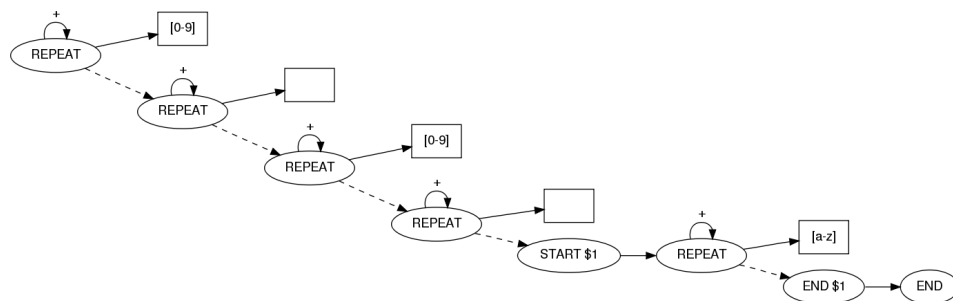 +
REPEAT
[0-9]
+
REPEAT
+
REPEAT
[0-9]
+
REPEAT
START $1
+
REPEAT
[a-z]
END $1
END